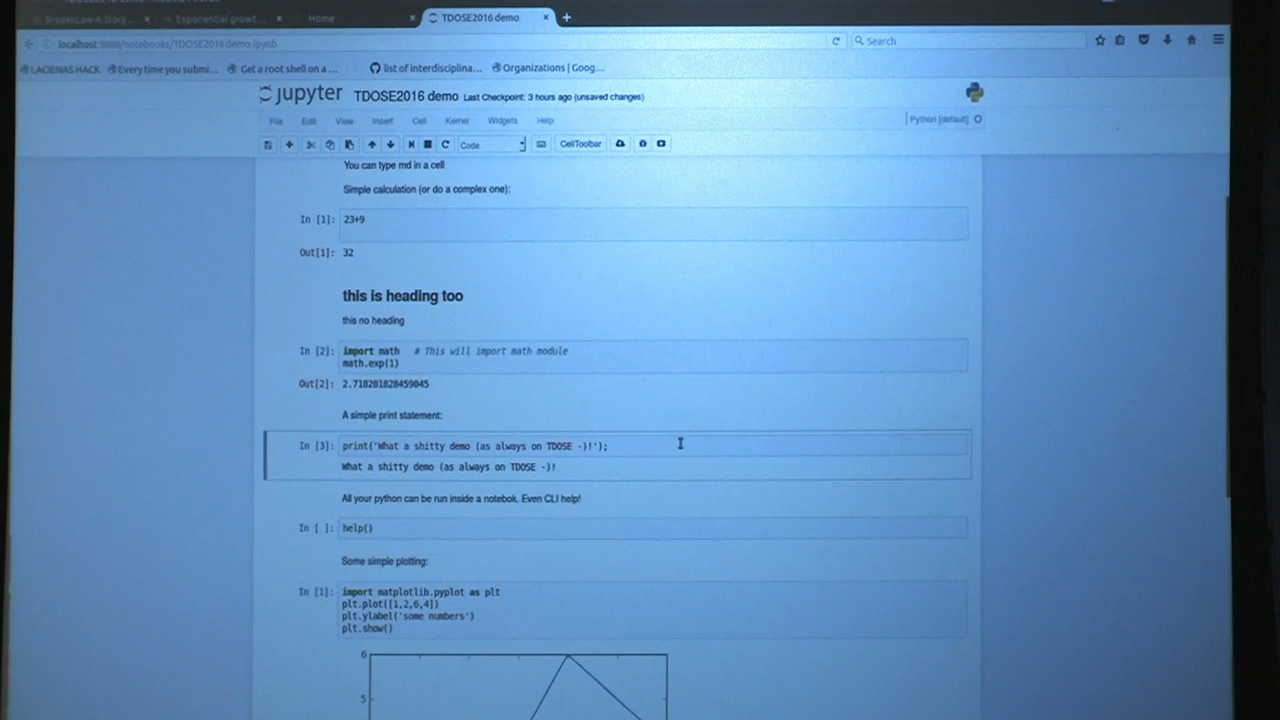 BrooksLaw-A Story...
Exponential growt...
Home
TDOSE2016 demo
localhost:8888/notebooks/TDOSE2016 demo.ipynb
Search
LACIENAS HACK
Every time you submi...
Get a root shell on a ...
list of interdisciplina...
Organizations | Goog...
jupyter TDOSE2016 demo Last Checkpoint: 3 hours ago (unsaved changes)
File Edit View Insert Cell Kernel Widgets Help
Python [default]
Code
CellToolbar
You can type md in a cell
Simple calculation (or do a complex one):
In [1]: 23+9
Out[1]: 32
this is heading too
this no heading
In [2]: import math # This will import math module
math.exp(1)
Out[2]: 2.718281828459045
A simple print statement:
In [3]: print('What a shitty demo (as always on TDOSE -)!');
What a shitty demo (as always on TDOSE -)!
All your python can be run inside a notebok. Even CLI help!
In [ ]: help()
Some simple plotting:
In [1]: import matplotlib.pyplot as plt
plt.plot([1,2,6,4])
plt.ylabel('some numbers')
plt.show()
6
5